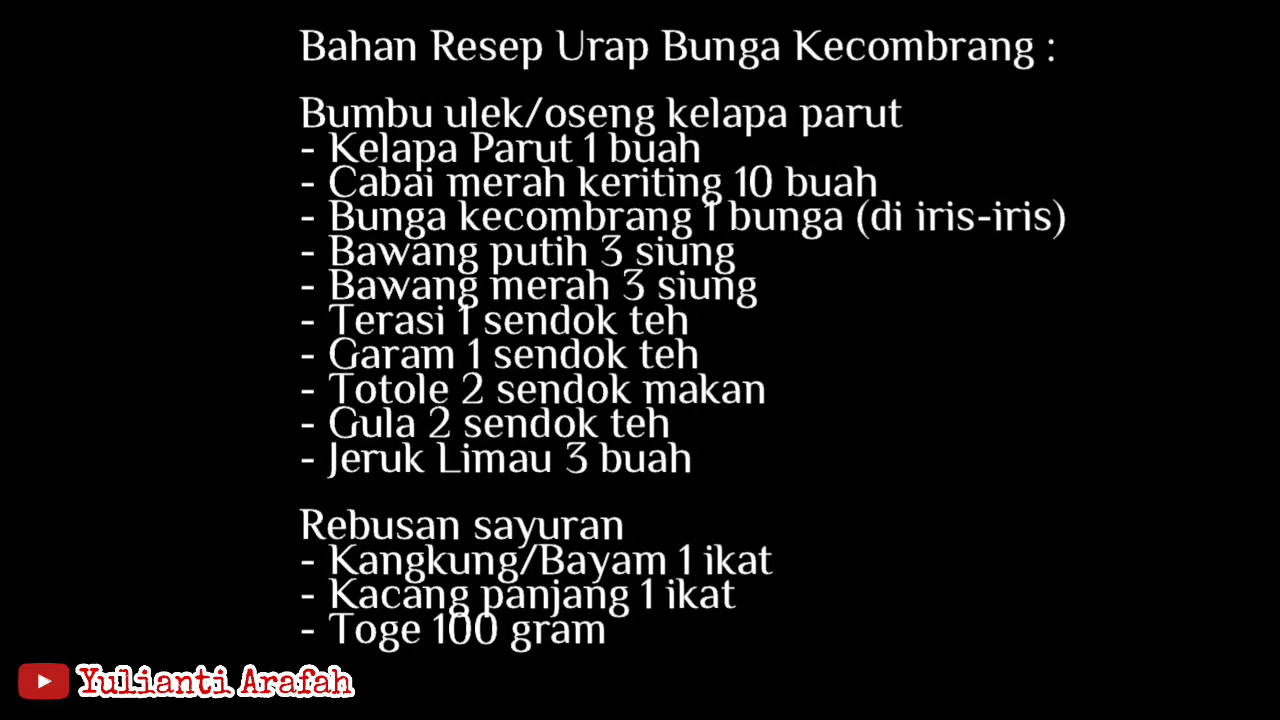 Bahan Resep Urap Bunga Kecombrang :
Bumbu ulek/oseng kelapa parut
- Kelapa Parut 1 buah
- Cabai merah keriting 10 buah
- Bunga kecombrang 1 bunga (di iris-iris)
- Bawang putih 3 siung
- Bawang merah 3 siung
- Terasi 1 sendok teh
- Garam 1 sendok teh
- Totole 2 sendok makan
- Gula 2 sendok teh
- Jeruk Limau 3 buah
Rebusan sayuran
- Kangkung/Bayam 1 ikat
- Kacang panjang 1 ikat
- Toge 100 gram
Yulianti Arafah